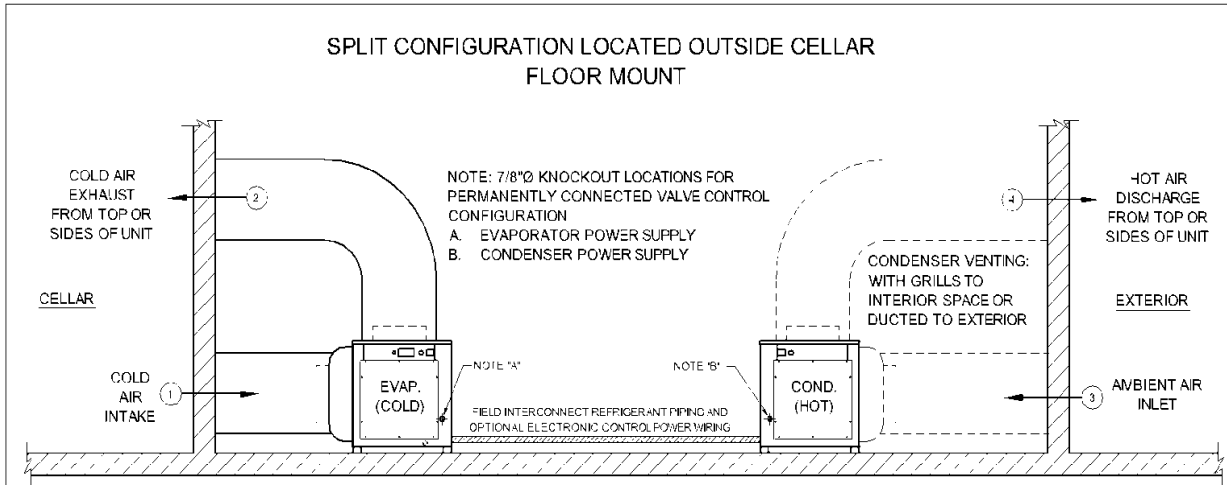 SPLIT CONFIGURATION LOCATED OUTSIDE CELLAR
FLOOR MOUNT
COLD AIR
EXHAUST
FROM TOP OR
SIDES OF UNIT
2
NOTE: 7/8"Ø KNOCKOUT LOCATIONS FOR
PERMANENTLY CONNECTED VALVE CONTROL
CONFIGURATION
A. EVAPORATOR POWER SUPPLY
B. CONDENSER POWER SUPPLY
4
HOT AIR
DISCHARGE
FROM TOP OR
SIDES OF UNIT
CONDENSER VENTING:
WITH GRILLS TO
INTERIOR SPACE OR
DUCTED TO EXTERIOR
CELLAR
EXTERIOR
COLD
AIR
INTAKE
1
EVAP.
(COLD)
NOTE "A"
FIELD INTERCONNECT REFRIGERANT PIPING AND
OPTIONAL ELECTRONIC CONTROL POWER WIRING
NOTE "B"
COND.
(HOT)
3
AMBIENT AIR
INLET